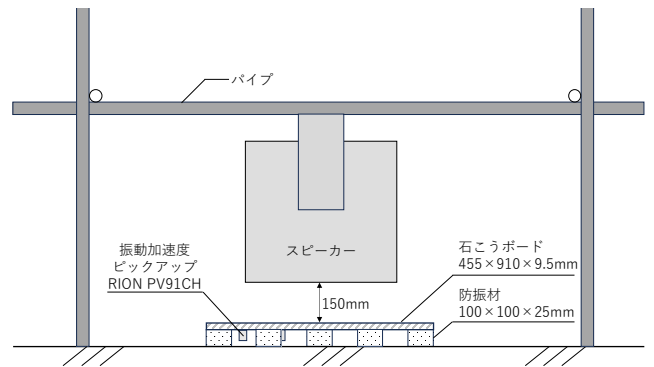 パイプ
スピーカー
振動加速度
ピックアップ
RION PV91CH
石こうボード
455×910×9.5mm
防振材
100×100×25mm
150mm